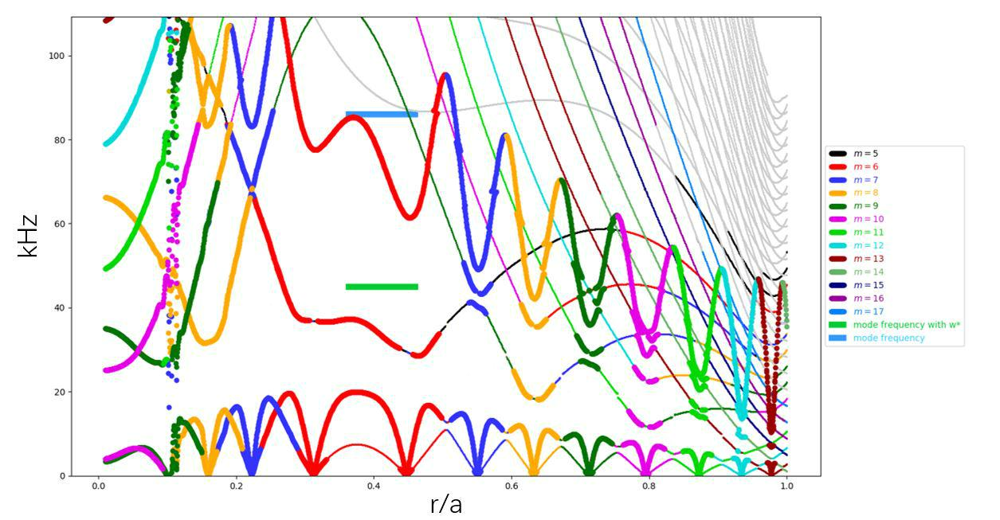 100
80
60
40
20
0
kHz
0.0
0.2
0.4
0.6
0.8
1.0
r/a
m = 5
m = 6
m = 7
m = 8
m = 9
m = 10
m = 11
m = 12
m = 13
m = 14
m = 15
m = 16
m = 17
mode frequency with w*
mode frequency